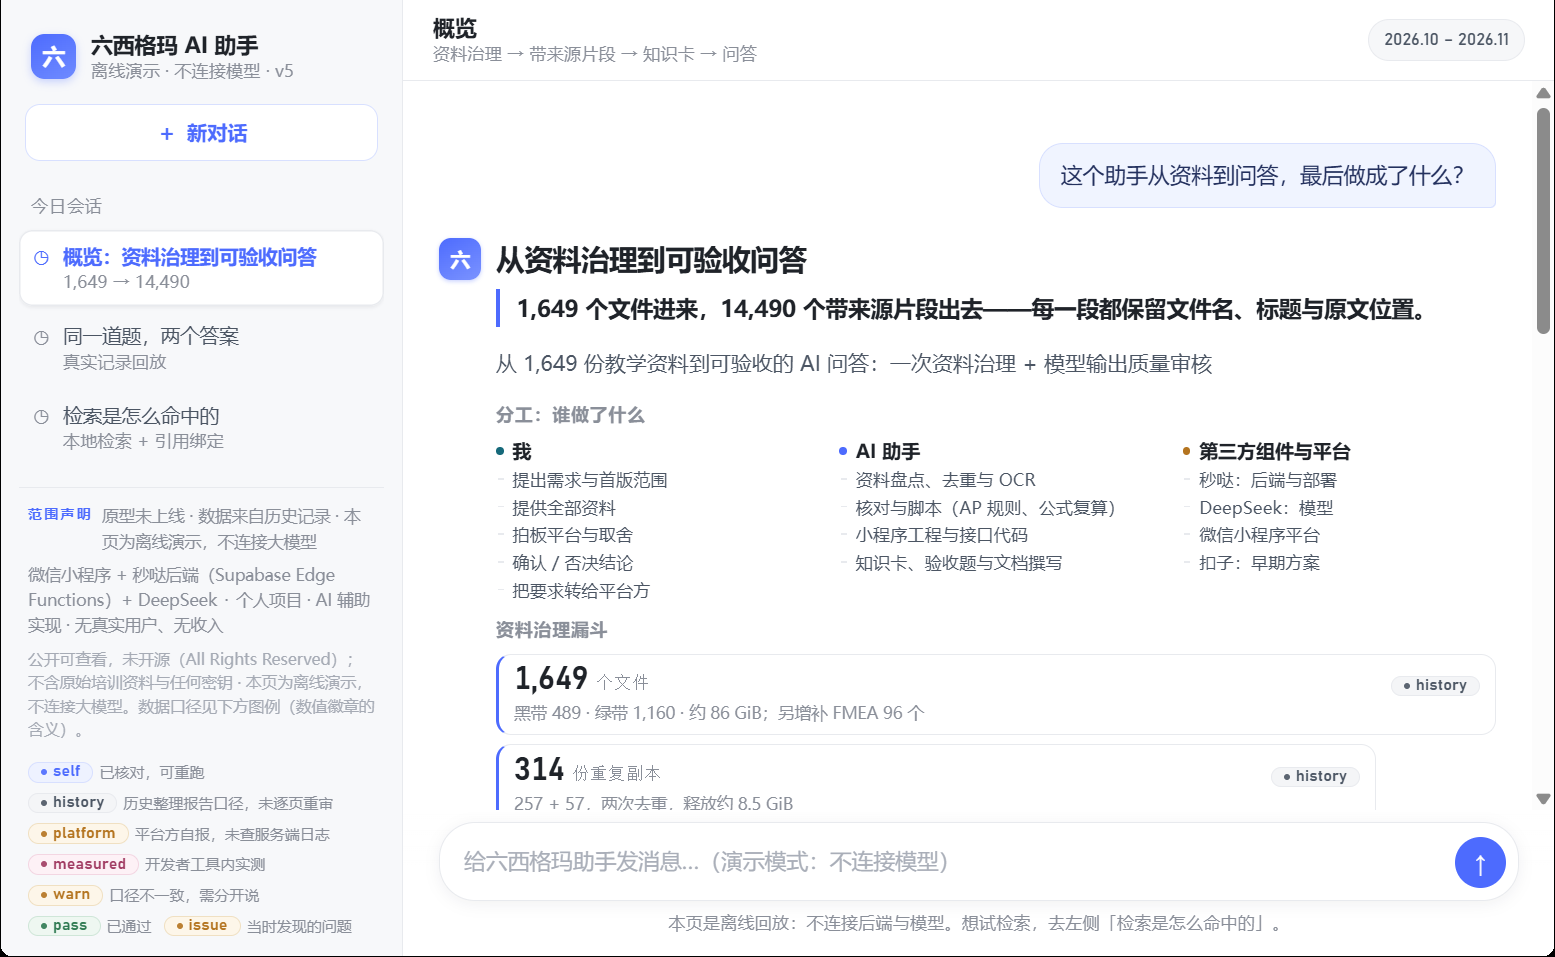 六
六西格玛 AI 助手
离线演示 · 不连接模型 · v5
+ 新对话
今日会话
概览：资料治理到可验收问答
1,649 → 14,490
同一道题，两个答案
真实记录回放
检索是怎么命中的
本地检索 + 引用绑定
范围声明 原型未上线 · 数据来自历史记录 · 本
页为离线演示，不连接大模型
微信小程序 + 秒哒后端（Supabase Edge
Functions）+ DeepSeek · 个人项目 · AI 辅助
实现 · 无真实用户、无收入
公开可查看，未开源（All Rights Reserved）；
不含原始培训资料与任何密钥 · 本页为离线演示，
不连接大模型。数据口径见下方图例（数值徽章的
含义）。
self 已核对，可重跑
history 历史整理报告口径，未逐页重审
platform 平台方自报，未查服务端日志
measured 开发者工具内实测
warn 口径不一致，需分开说
pass 已通过 issue 当时发现的问题
概览
资料治理 → 带来源片段 → 知识卡 → 问答
2026.10 – 2026.11
这个助手从资料到问答，最后做成了什么？
六
从资料治理到可验收问答
1,649 个文件进来，14,490 个带来源片段出去——每一段都保留文件名、标题与原文位置。
从 1,649 份教学资料到可验收的 AI 问答：一次资料治理 + 模型输出质量审核
分工：谁做了什么
我
提出需求与首版范围
提供全部资料
拍板平台与取舍
确认 / 否决结论
把要求转给平台方
AI 助手
资料盘点、去重与 OCR
核对与脚本（AP 规则、公式复算）
小程序工程与接口代码
知识卡、验收题与文档撰写
第三方组件与平台
秒哒：后端与部署
DeepSeek：模型
微信小程序平台
扣子：早期方案
资料治理漏斗
1,649 个文件
history
黑带 489 · 绿带 1,160 · 约 86 GiB；另增补 FMEA 96 个
314 份重复副本
history
257 + 57，两次去重，释放约 8.5 GiB
给六西格玛助手发消息...（演示模式：不连接模型）
↑
本页是离线回放：不连接后端与模型。想试检索，去左侧「检索是怎么命中的」。